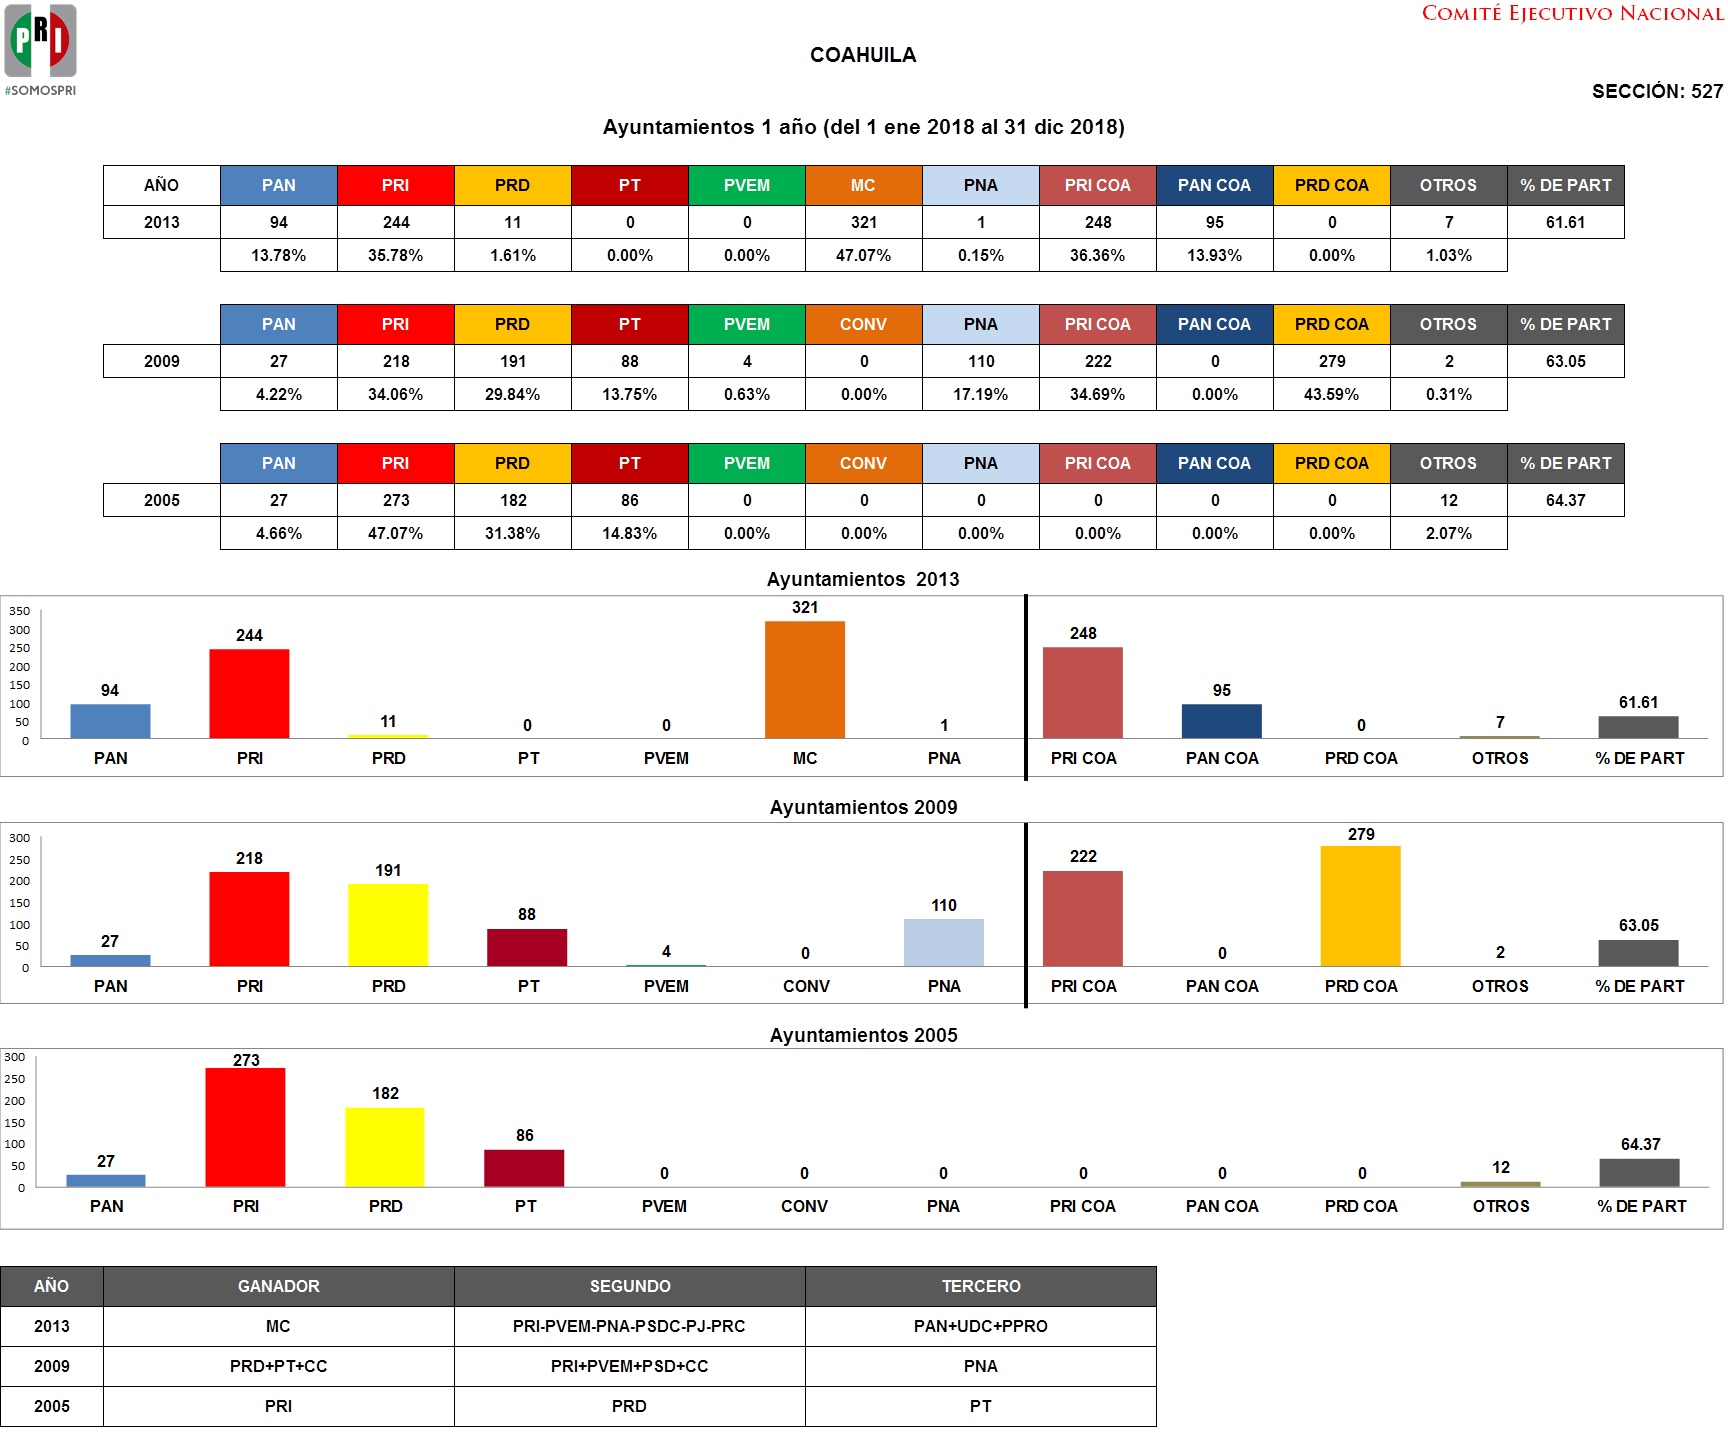 COMITÉ EJECUTIVO NACIONAL
PRI
#SOMOSPRI
COAHUILA
SECCIÓN: 527
Ayuntamientos 1 año (del 1 ene 2018 al 31 dic 2018)
AÑO PAN PRI PRD PT PVEM MC PNA PRI COA PAN COA PRD COA OTROS % DE PART
2013 94 244 11 0 0 321 1 248 95 0 7 61.61
13.78% 35.78% 1.61% 0.00% 0.00% 47.07% 0.15% 36.36% 13.93% 0.00% 1.03%
PAN PRI PRD PT PVEM CONV PNA PRI COA PAN COA PRD COA OTROS % DE PART
2009 27 218 191 88 4 0 110 222 0 279 2 63.05
4.22% 34.06% 29.84% 13.75% 0.63% 0.00% 17.19% 34.69% 0.00% 43.59% 0.31%
PAN PRI PRD PT PVEM CONV PNA PRI COA PAN COA PRD COA OTROS % DE PART
2005 27 273 182 86 0 0 0 0 0 0 12 64.37
4.66% 47.07% 31.38% 14.83% 0.00% 0.00% 0.00% 0.00% 0.00% 0.00% 2.07%
Ayuntamientos 2013
350
300
250
200
150
100
50
0
94 244 11 0 0 321 1 248 95 0 7 61.61
PAN PRI PRD PT PVEM MC PNA PRI COA PAN COA PRD COA OTROS % DE PART
Ayuntamientos 2009
300
250
200
150
100
50
0
27 218 191 88 4 0 110 222 0 279 2 63.05
PAN PRI PRD PT PVEM CONV PNA PRI COA PAN COA PRD COA OTROS % DE PART
Ayuntamientos 2005
300
250
200
150
100
50
0
27 273 182 86 0 0 0 0 0 0 12 64.37
PAN PRI PRD PT PVEM CONV PNA PRI COA PAN COA PRD COA OTROS % DE PART
AÑO GANADOR SEGUNDO TERCERO
2013 MC PRI-PVEM-PNA-PSDC-PJ-PRC PAN+UDC+PPRO
2009 PRD+PT+CC PRI+PVEM+PSD+CC PNA
2005 PRI PRD PT